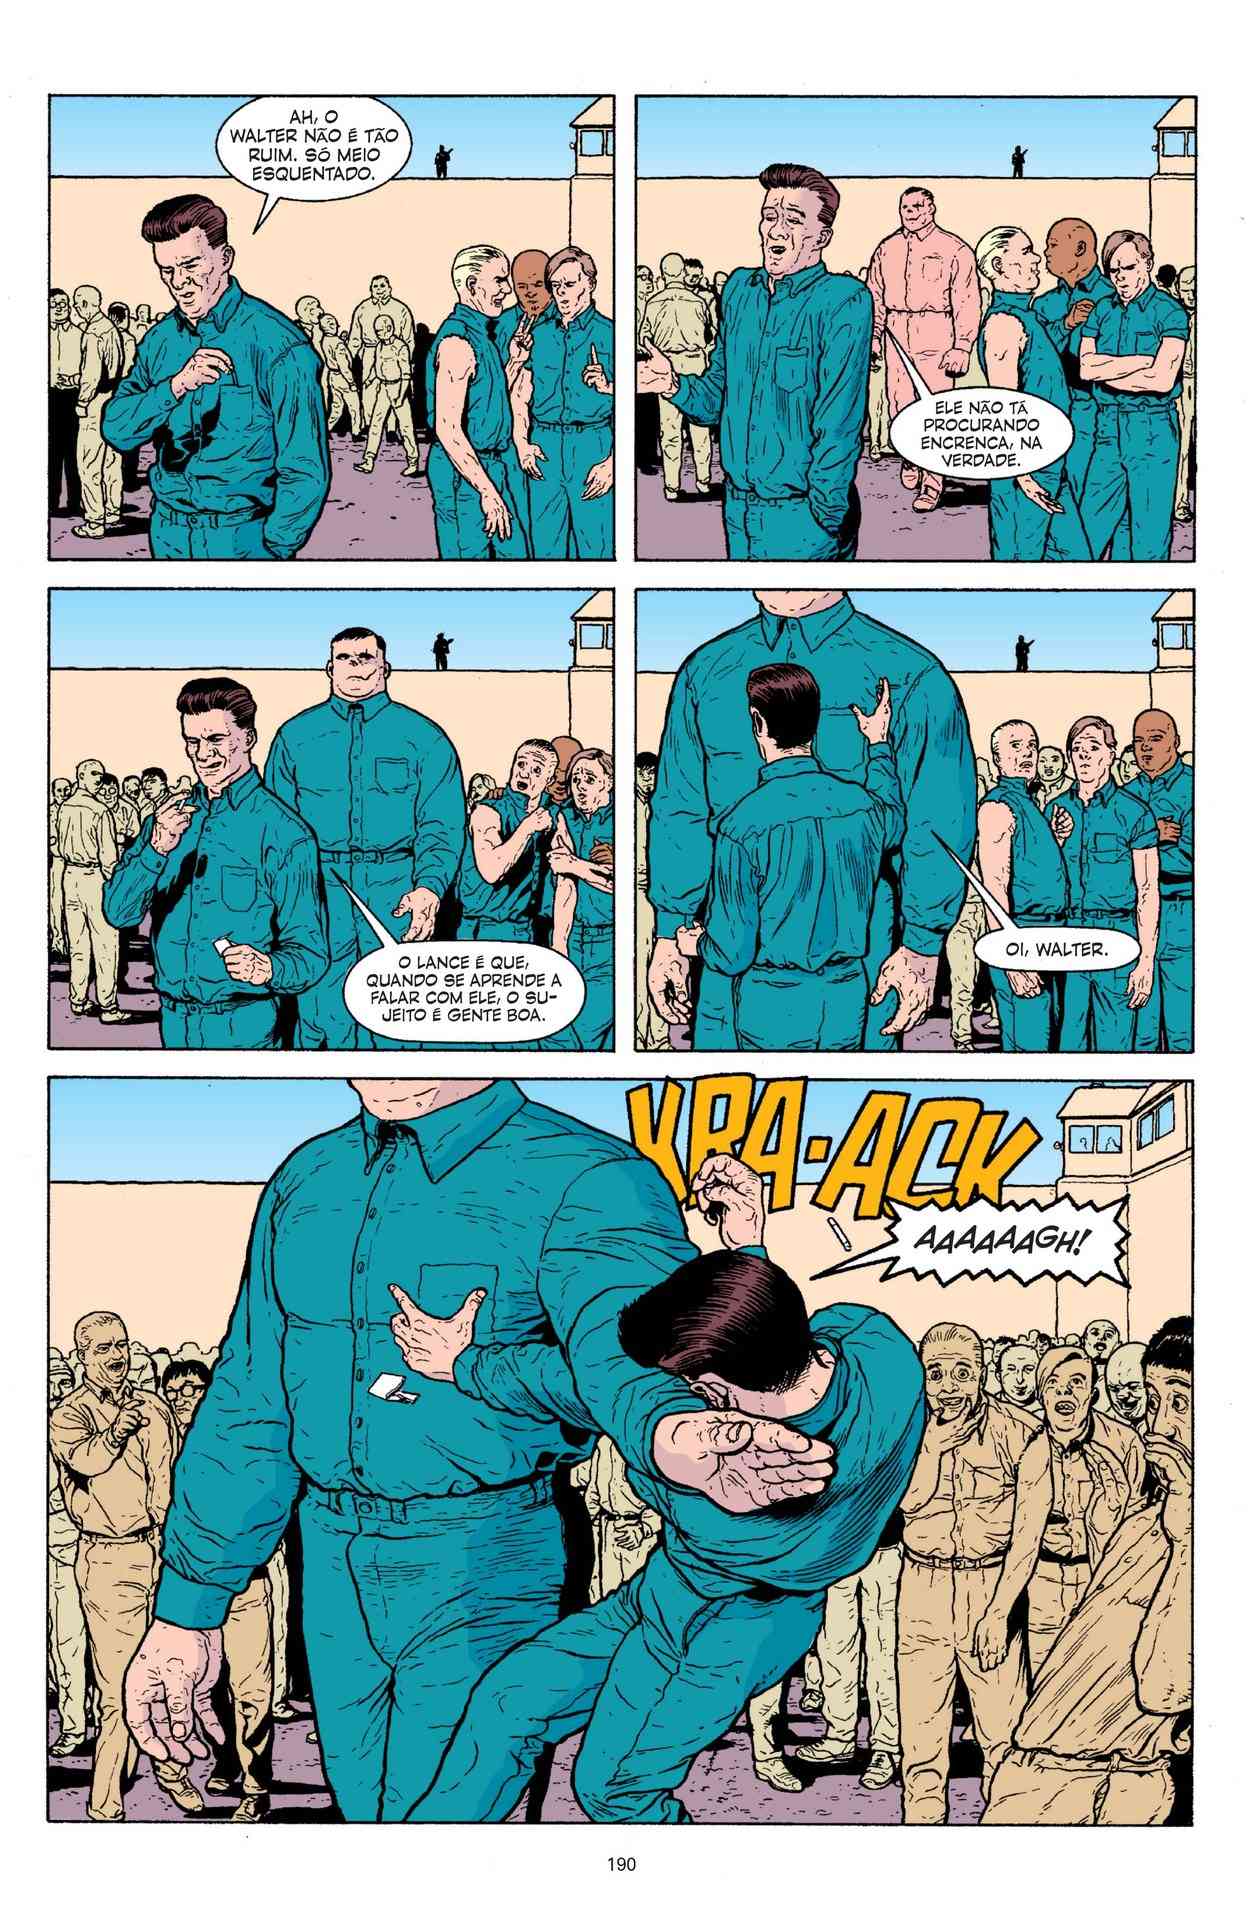 AH, O
WALTER NÃO É TÃO
RUIM. SÓ MEIO
ESQUENTADO.
ELE NÃO TÁ
PROCURANDO
ENCRENCA, NA
VERDADE.
O LANCE É QUE,
QUANDO SE APRENDE A
FALAR COM ELE, O SU-
JEITO É GENTE BOA.
OI, WALTER.
KRA-ACK
AAAAAAGH!
190